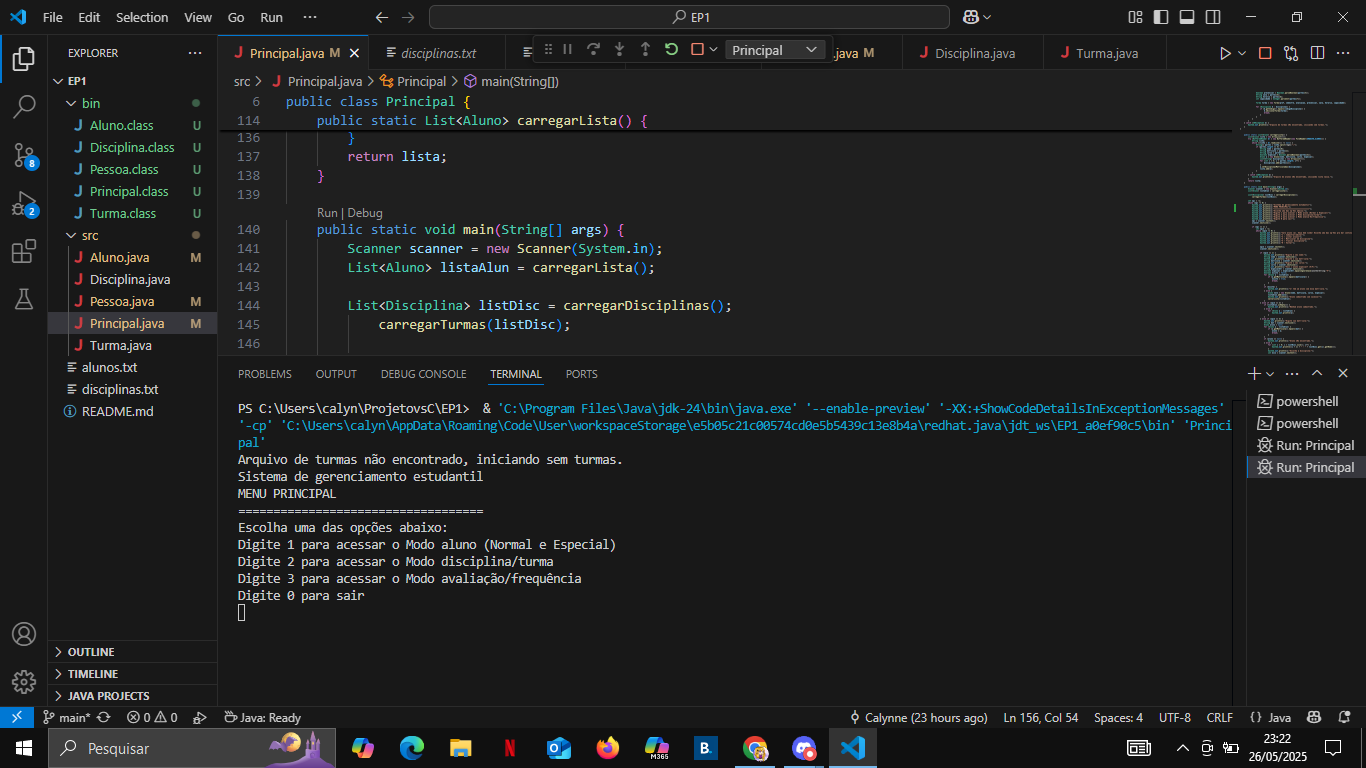 File Edit Selection View Go Run ··· EP1
EXPLORER
EP1
bin
Aluno.class U
Disciplina.class U
Pessoa.class U
Principal.class U
Turma.class U
src
Aluno.java M
Disciplina.java
Pessoa.java M
Principal.java M
Turma.java
alunos.txt
disciplinas.txt
README.md
OUTLINE
TIMELINE
JAVA PROJECTS
8
2
Principal.java M disciplinas.txt Principal .java M Disciplina.java Turma.java
src > Principal.java > Principal > main(String[])
6 public class Principal {
114 public static List<Aluno> carregarLista() {
136 }
137 return lista;
138 }
139
Run | Debug
140 public static void main(String[] args) {
141 Scanner scanner = new Scanner(System.in);
142 List<Aluno> listaAlun = carregarLista();
143
144 List<Disciplina> listDisc = carregarDisciplinas();
145 carregarTurmas(listDisc);
146
PROBLEMS OUTPUT DEBUG CONSOLE TERMINAL PORTS
PS C:\Users\calyn\ProjetovsC\EP1> & 'C:\Program Files\Java\jdk-24\bin\java.exe' '--enable-preview' '-XX:+ShowCodeDetailsInExceptionMessages'
'-cp' 'C:\Users\calyn\AppData\Roaming\Code\User\workspaceStorage\e5b05c21c00574cd0e5b5439c13e8b4a\redhat.java\jdt_ws\EP1_a0ef90c5\bin' 'Princi
pal'
Arquivo de turmas não encontrado, iniciando sem turmas.
Sistema de gerenciamento estudantil
MENU PRINCIPAL
===================================
Escolha uma das opções abaixo:
Digite 1 para acessar o Modo aluno (Normal e Especial)
Digite 2 para acessar o Modo disciplina/turma
Digite 3 para acessar o Modo avaliação/frequência
Digite 0 para sair
powershell
powershell
Run: Principal
Run: Principal
main* 0 0 Java: Ready Calynne (23 hours ago) Ln 156, Col 54 Spaces: 4 UTF-8 CRLF {} Java
Pesquisar
M365
B.
23:22
26/05/2025